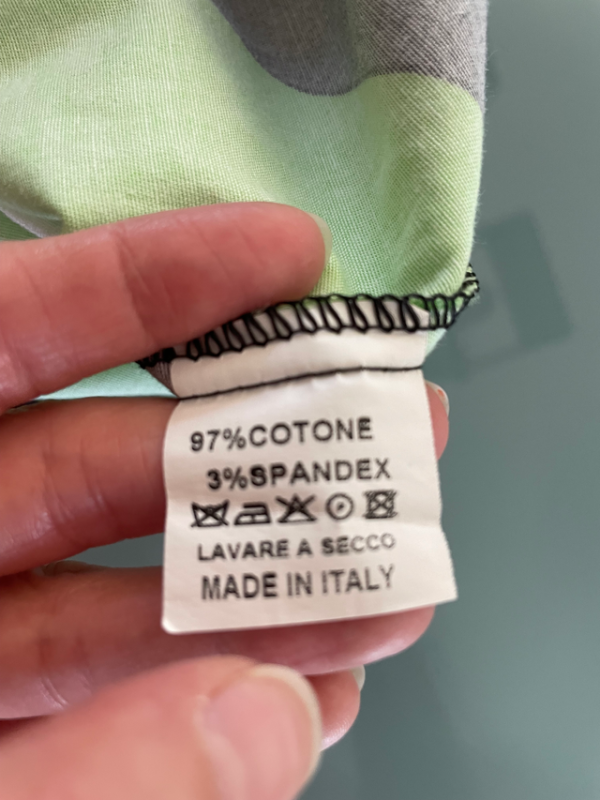 97%COTONE
3%SPANDEX
LAVARE A SECCO
MADE IN ITALY